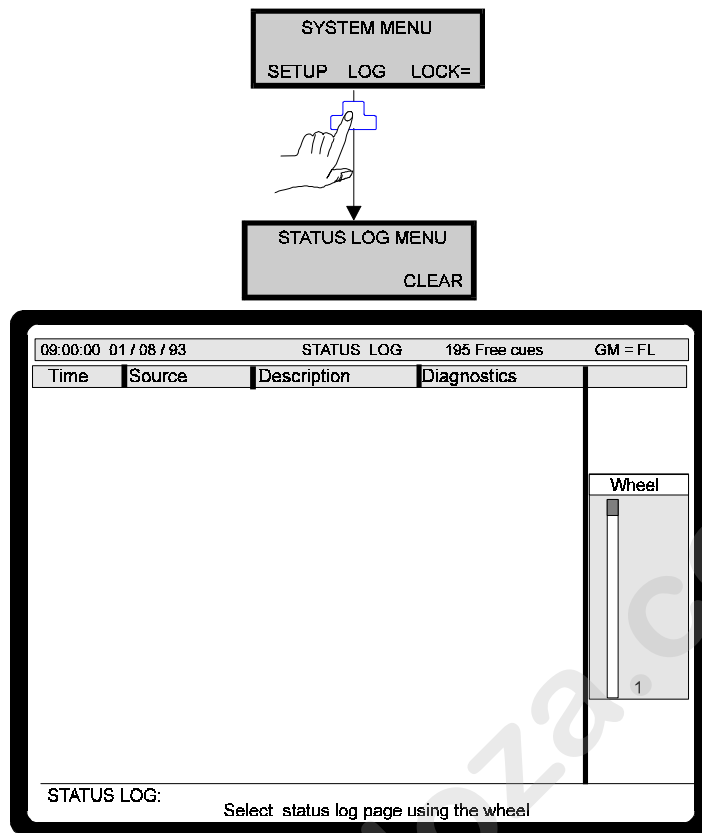 SYSTEM MENU
SETUP LOG LOCK=
STATUS LOG MENU
CLEAR
09:00:00 01 / 08 / 93 STATUS LOG 195 Free cues GM = FL
Time Source Description Diagnostics
Wheel
1
STATUS LOG:
Select status log page using the wheel